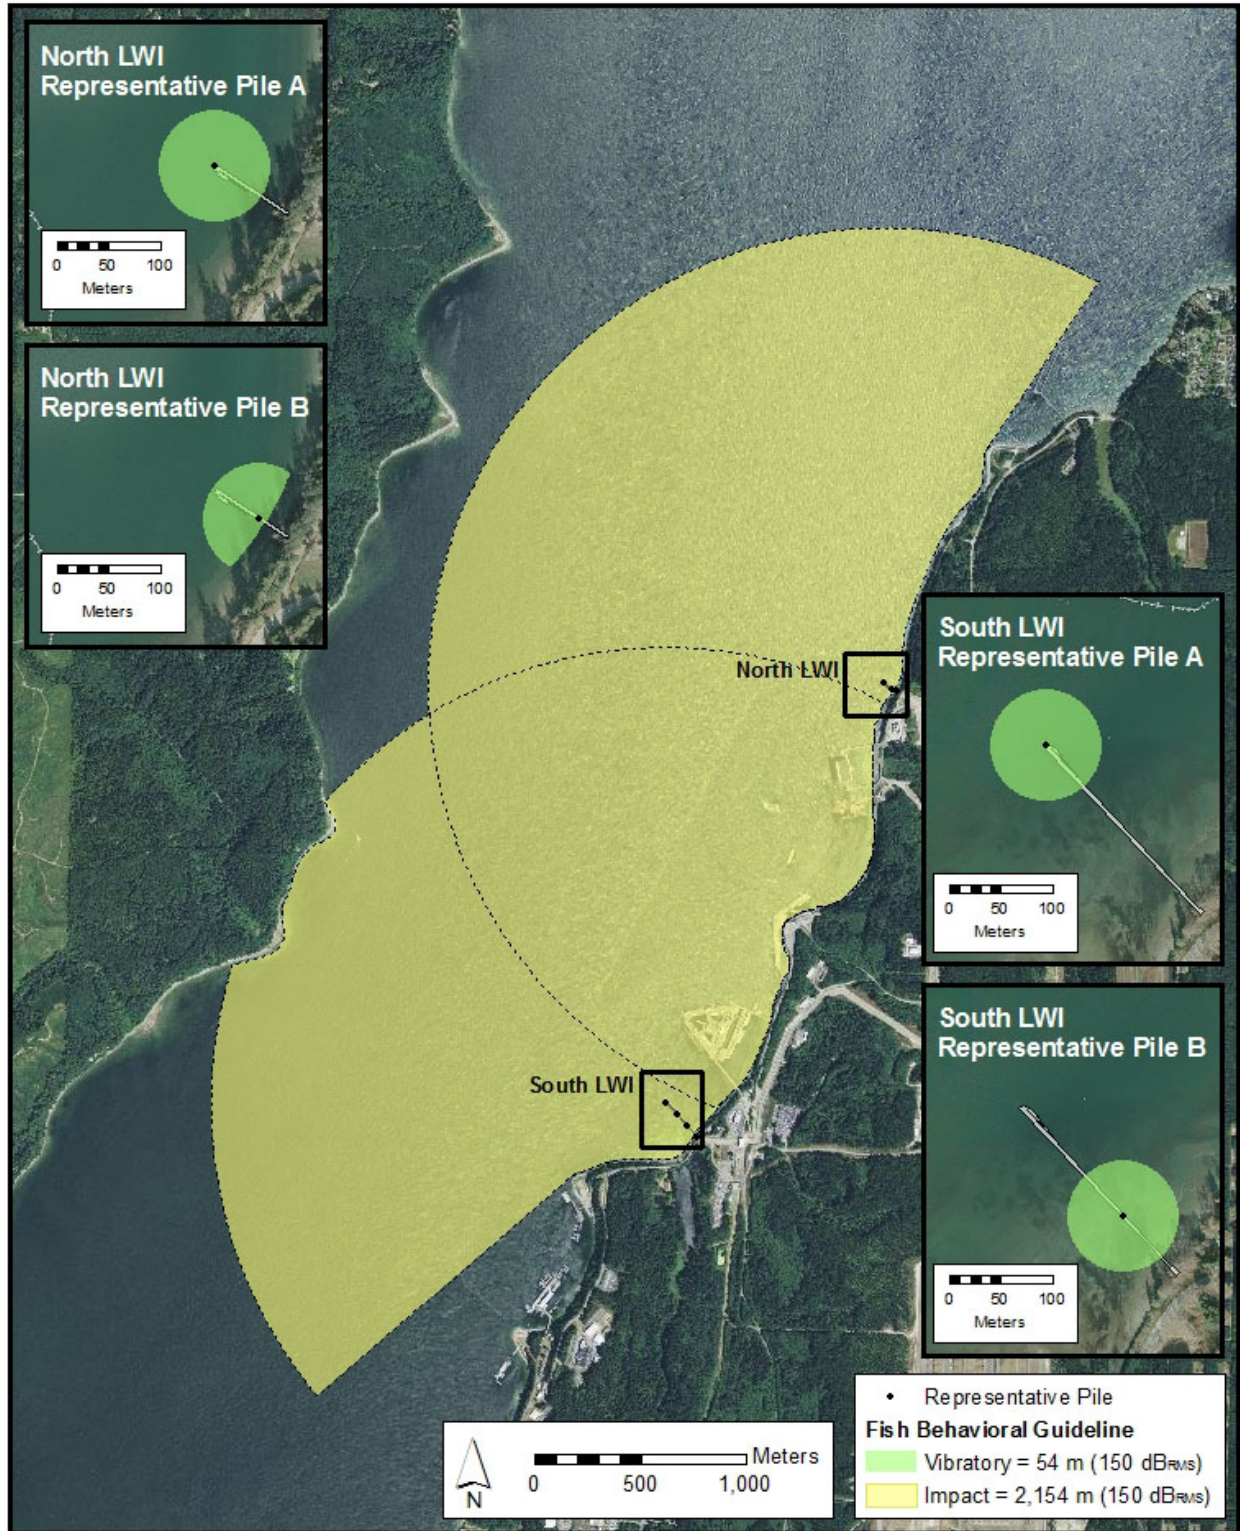 North LWI
Representative Pile A
0 50 100
Meters
North LWI
Representative Pile B
0 50 100
Meters
North LWI
South LWI
Representative Pile A
0 50 100
Meters
South LWI
South LWI
Representative Pile B
0 50 100
Meters
N
Meters
0 500 1,000
Representative Pile
Fish Behavioral Guideline
Vibratory = 54 m (150 dBRMS)
Impact = 2,154 m (150 dBRMS)